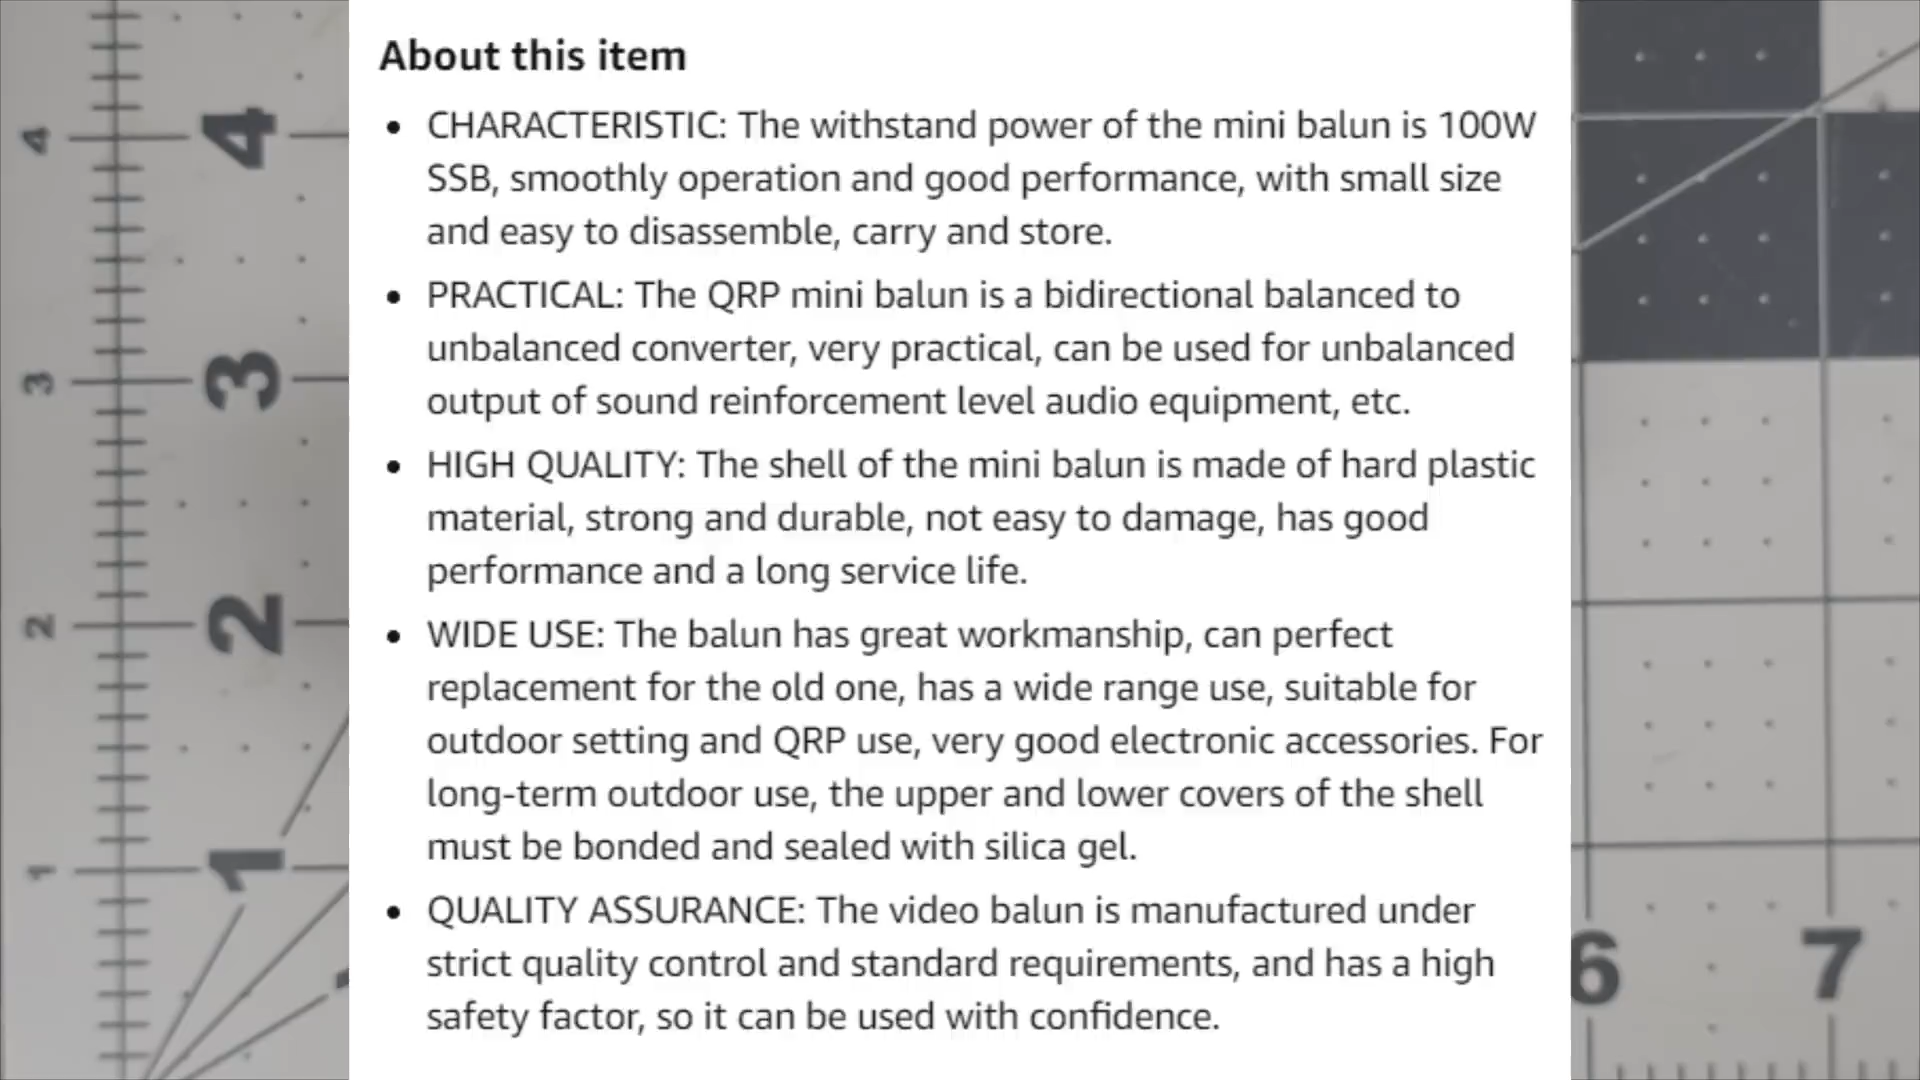 About this item
CHARACTERISTIC: The withstand power of the mini balun is 100W
SSB, smoothly operation and good performance, with small size
and easy to disassemble, carry and store.
PRACTICAL: The QRP mini balun is a bidirectional balanced to
unbalanced converter, very practical, can be used for unbalanced
output of sound reinforcement level audio equipment, etc.
HIGH QUALITY: The shell of the mini balun is made of hard plastic
material, strong and durable, not easy to damage, has good
performance and a long service life.
WIDE USE: The balun has great workmanship, can perfect
replacement for the old one, has a wide range use, suitable for
outdoor setting and QRP use, very good electronic accessories. For
long-term outdoor use, the upper and lower covers of the shell
must be bonded and sealed with silica gel.
QUALITY ASSURANCE: The video balun is manufactured under
strict quality control and standard requirements, and has a high
safety factor, so it can be used with confidence.
4 4
3 3
2 2
1 1
6 7